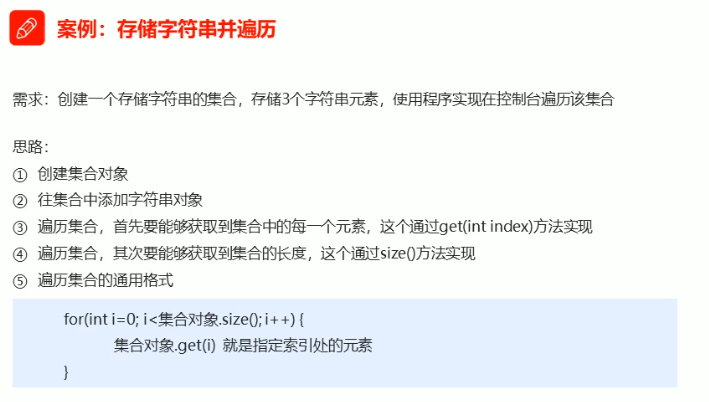 案例：存储字符串并遍历
需求：创建一个存储字符串的集合，存储3个字符串元素，使用程序实现在控制台遍历该集合
思路：
① 创建集合对象
② 往集合中添加字符串对象
③ 遍历集合，首先要能够获取到集合中的每一个元素，这个通过get(int index)方法实现
④ 遍历集合，其次要能够获取到集合的长度，这个通过size()方法实现
⑤ 遍历集合的通用格式
for(int i=0; i<集合对象.size(); i++) {
集合对象.get(i) 就是指定索引处的元素
}